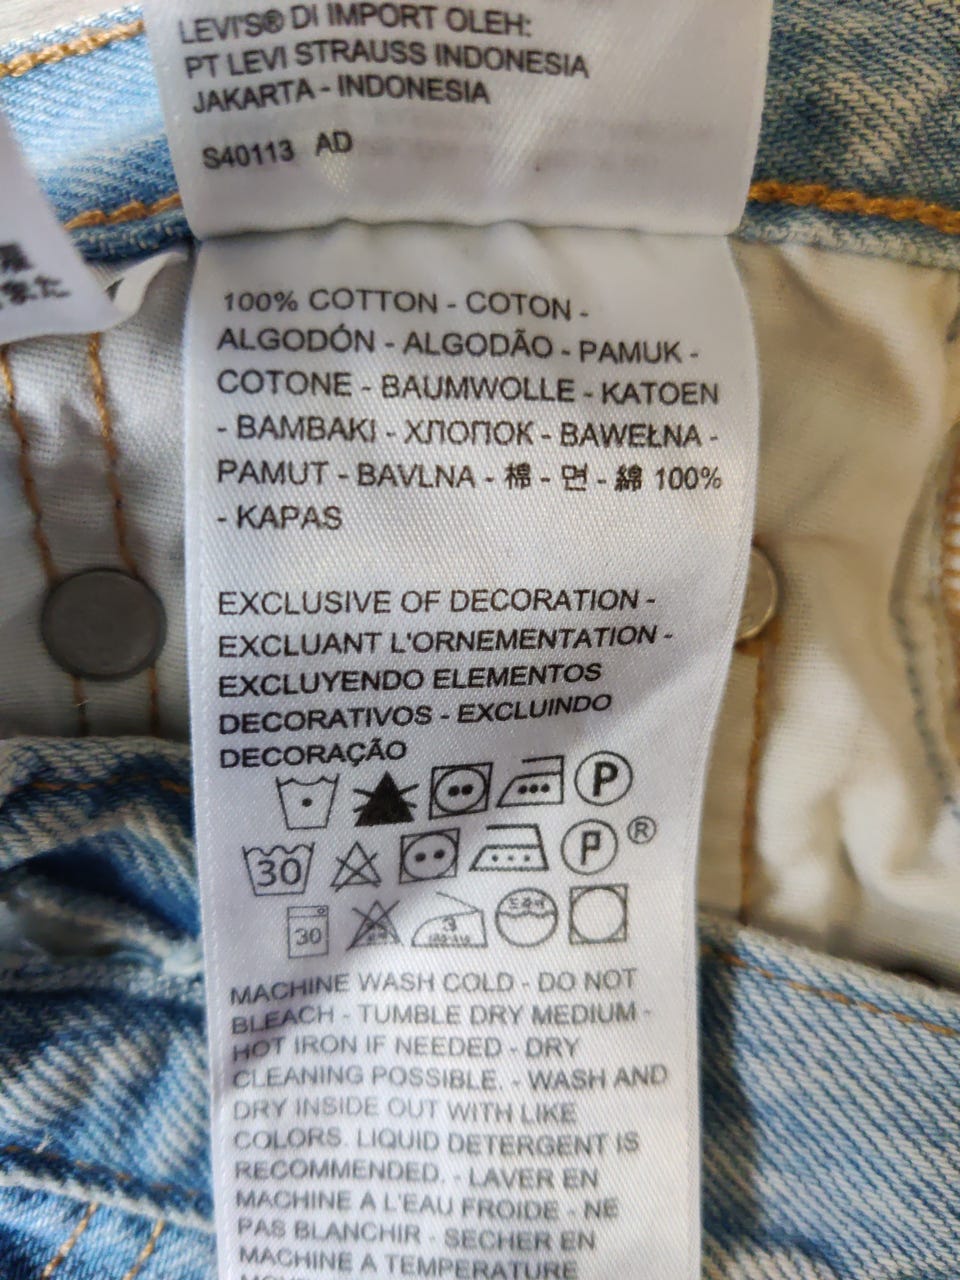 LEVI'S® DI IMPORT OLEH:
PT LEVI STRAUSS INDONESIA
JAKARTA - INDONESIA
S40113 AD
100% COTTON - COTON -
ALGODÓN - ALGODÃO - PAMUK -
COTONE - BAUMWOLLE - KATOEN
- BAMBAKI - ХЛОПОК - BAWEŁNA -
PAMUT - BAVLNA - 棉 - 면 - 綿 100%
- KAPAS
EXCLUSIVE OF DECORATION -
EXCLUANT L'ORNEMENTATION -
EXCLUYENDO ELEMENTOS
DECORATIVOS - EXCLUINDO
DECORAÇÃO
P
30 P ®
30
MACHINE WASH COLD - DO NOT
BLEACH - TUMBLE DRY MEDIUM -
HOT IRON IF NEEDED - DRY
CLEANING POSSIBLE. - WASH AND
DRY INSIDE OUT WITH LIKE
COLORS. LIQUID DETERGENT IS
RECOMMENDED. - LAVER EN
MACHINE A L'EAU FROIDE - NE
PAS BLANCHIR - SECHER EN
MACHINE A TEMPERATURE